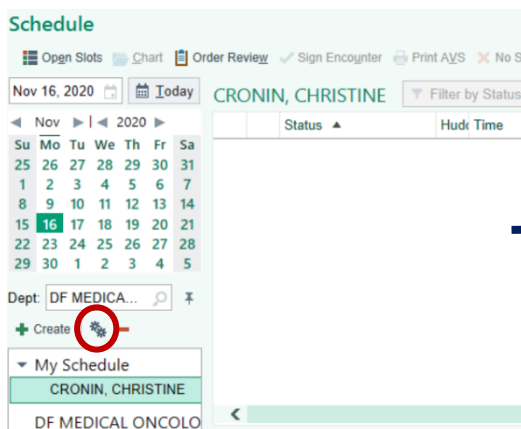 Schedule
Open Slots Chart Order Review Sign Encounter Print AVS No S
Nov 16, 2020 Today CRONIN, CHRISTINE Filter by Status
Nov 2020
Status Hudd Time
Su Mo Tu We Th Fr Sa
25 26 27 28 29 30 31
1 2 3 4 5 6 7
8 9 10 11 12 13 14
15 16 17 18 19 20 21
22 23 24 25 26 27 28
29 30 1 2 3 4 5
Dept: DF MEDICA...
Create
My Schedule
CRONIN, CHRISTINE
DF MEDICAL ONCOLO